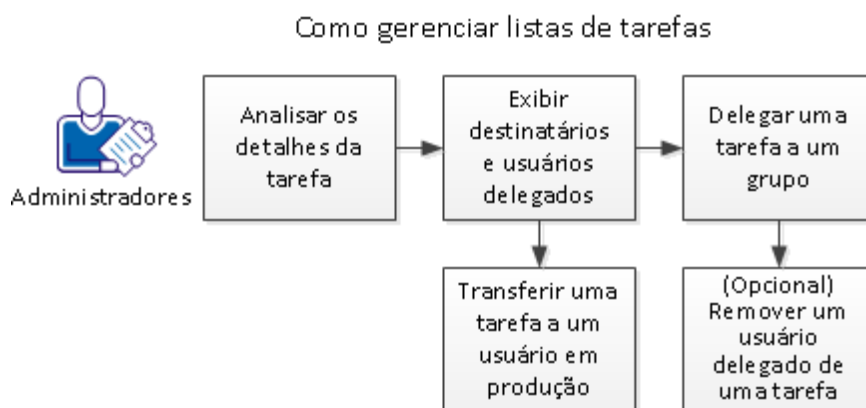 Como gerenciar listas de tarefas
Administradores
Analisar os
detalhes da
tarefa
Exibir
destinatários
e usuários
delegados
Delegar uma
tarefa a um
grupo
Transferir uma
tarefa a um
usuário em
produção
(Opcional)
Remover um
usuário
delegado de
uma tarefa